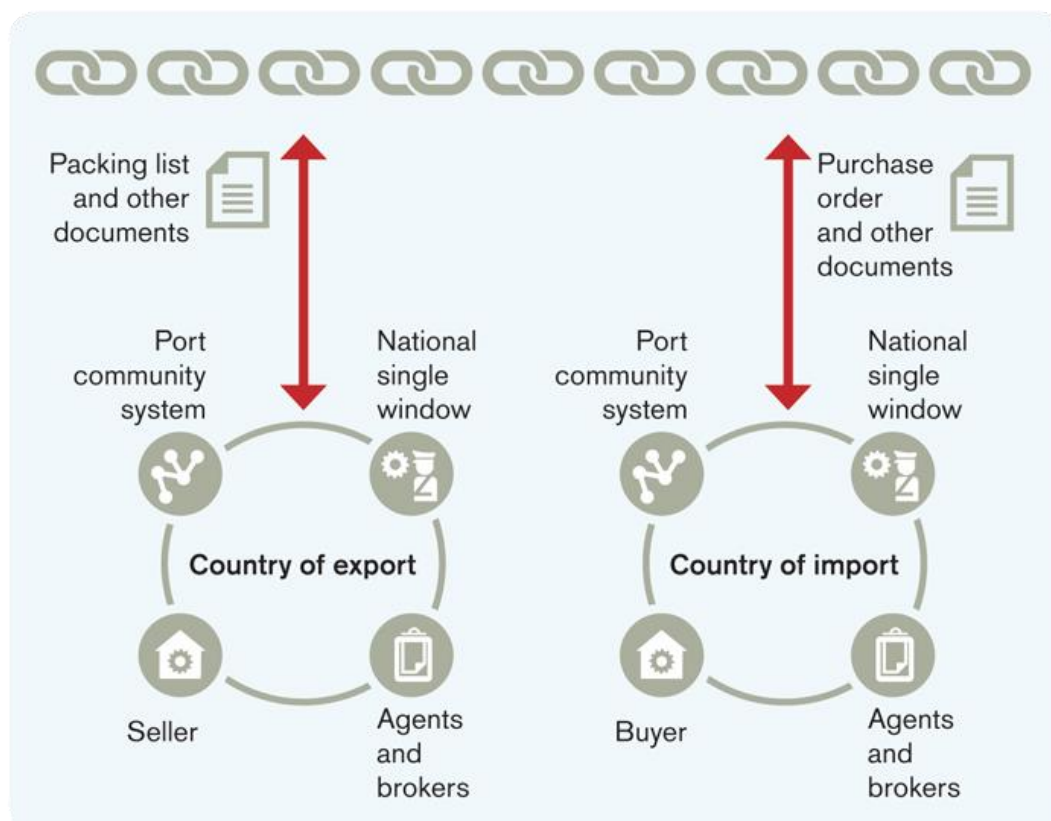 Packing list
and other
documents
Purchase
order
and other
documents
Port
community
system
National
single
window
Port
community
system
National
single
window
Country of export
Country of import
Seller
Agents
and
brokers
Buyer
Agents
and
brokers